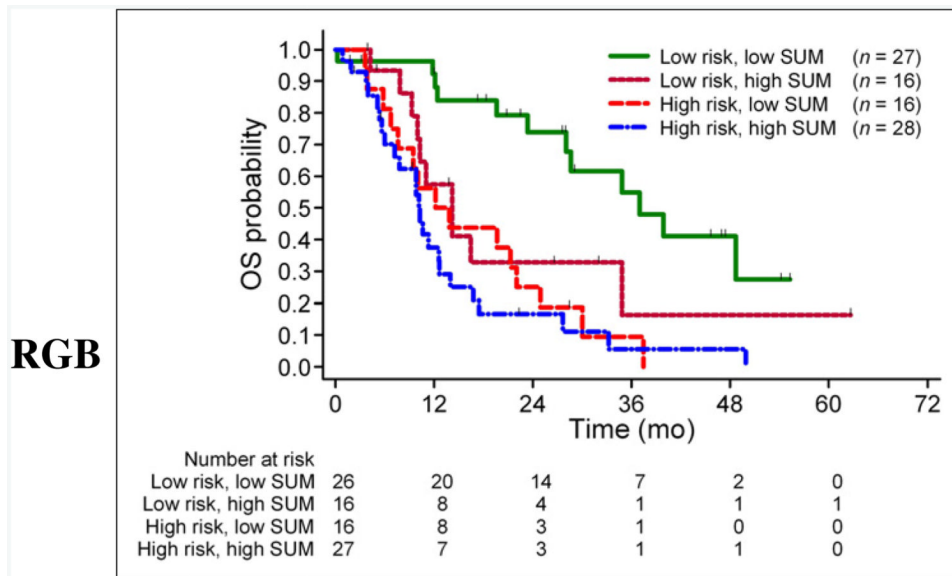 RGB
OS probability
1.0
0.9
0.8
0.7
0.6
0.5
0.4
0.3
0.2
0.1
0.0
Low risk, low SUM (n = 27)
Low risk, high SUM (n = 16)
High risk, low SUM (n = 16)
High risk, high SUM (n = 28)
0 12 24 36 48 60 72
Time (mo)
Number at risk
Low risk, low SUM 26 20 14 7 2 0
Low risk, high SUM 16 8 4 1 1 1
High risk, low SUM 16 8 3 1 0 0
High risk, high SUM 27 7 3 1 1 0